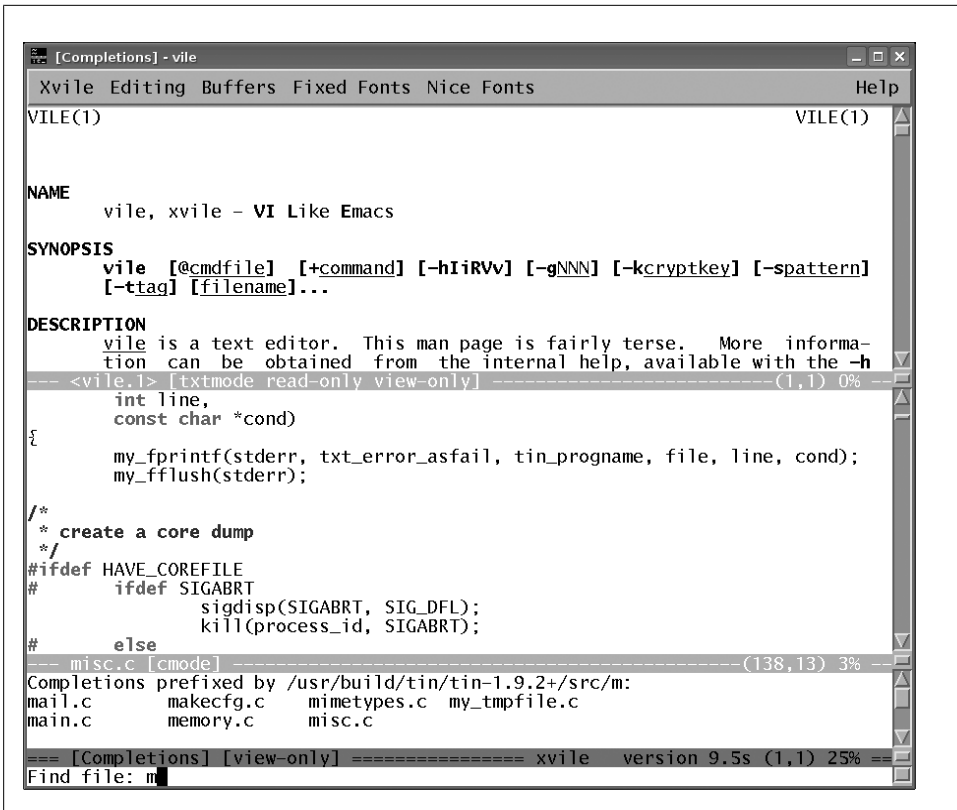 [Completions] - vile
Xvile Editing Buffers Fixed Fonts Nice Fonts Help
VILE(1) VILE(1)
NAME
vile, xvile - VI Like Emacs
SYNOPSIS
vile [@cmdfile] [+command] [-hIiRVv] [-gNNN] [-kcryptkey] [-spattern]
[-ttag] [filename]...
DESCRIPTION
vile is a text editor. This man page is fairly terse. More informa-
tion can be obtained from the internal help, available with the -h
--- <vile.1> [txtmode read-only view-only] --------------------------(1,1) 0% --
int line,
const char *cond)
{
my_fprintf(stderr, txt_error_asfail, tin_progname, file, line, cond);
my_fflush(stderr);
/*
* create a core dump
*/
#ifdef HAVE_COREFILE
# ifdef SIGABRT
sigdisp(SIGABRT, SIG_DFL);
kill(process_id, SIGABRT);
# else
--- misc.c [cmode] -----------------------------------------------(138,13) 3% --
Completions prefixed by /usr/build/tin/tin-1.9.2+/src/m:
mail.c makecfg.c mimetypes.c my_tmpfile.c
main.c memory.c misc.c
=== [Completions] [view-only] ================ xvile version 9.5s (1,1) 25% ==
Find file: m